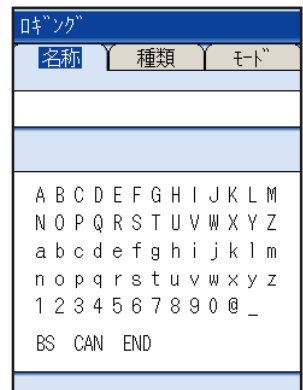 ﾛｷﾞﾝｸﾞ
名称 種類 ﾓｰﾄﾞ
A B C D E F G H I J K L M
N O P Q R S T U V W X Y Z
a b c d e f g h i j k l m
n o p q r s t u v w x y z
1 2 3 4 5 6 7 8 9 0 @ _
BS CAN END